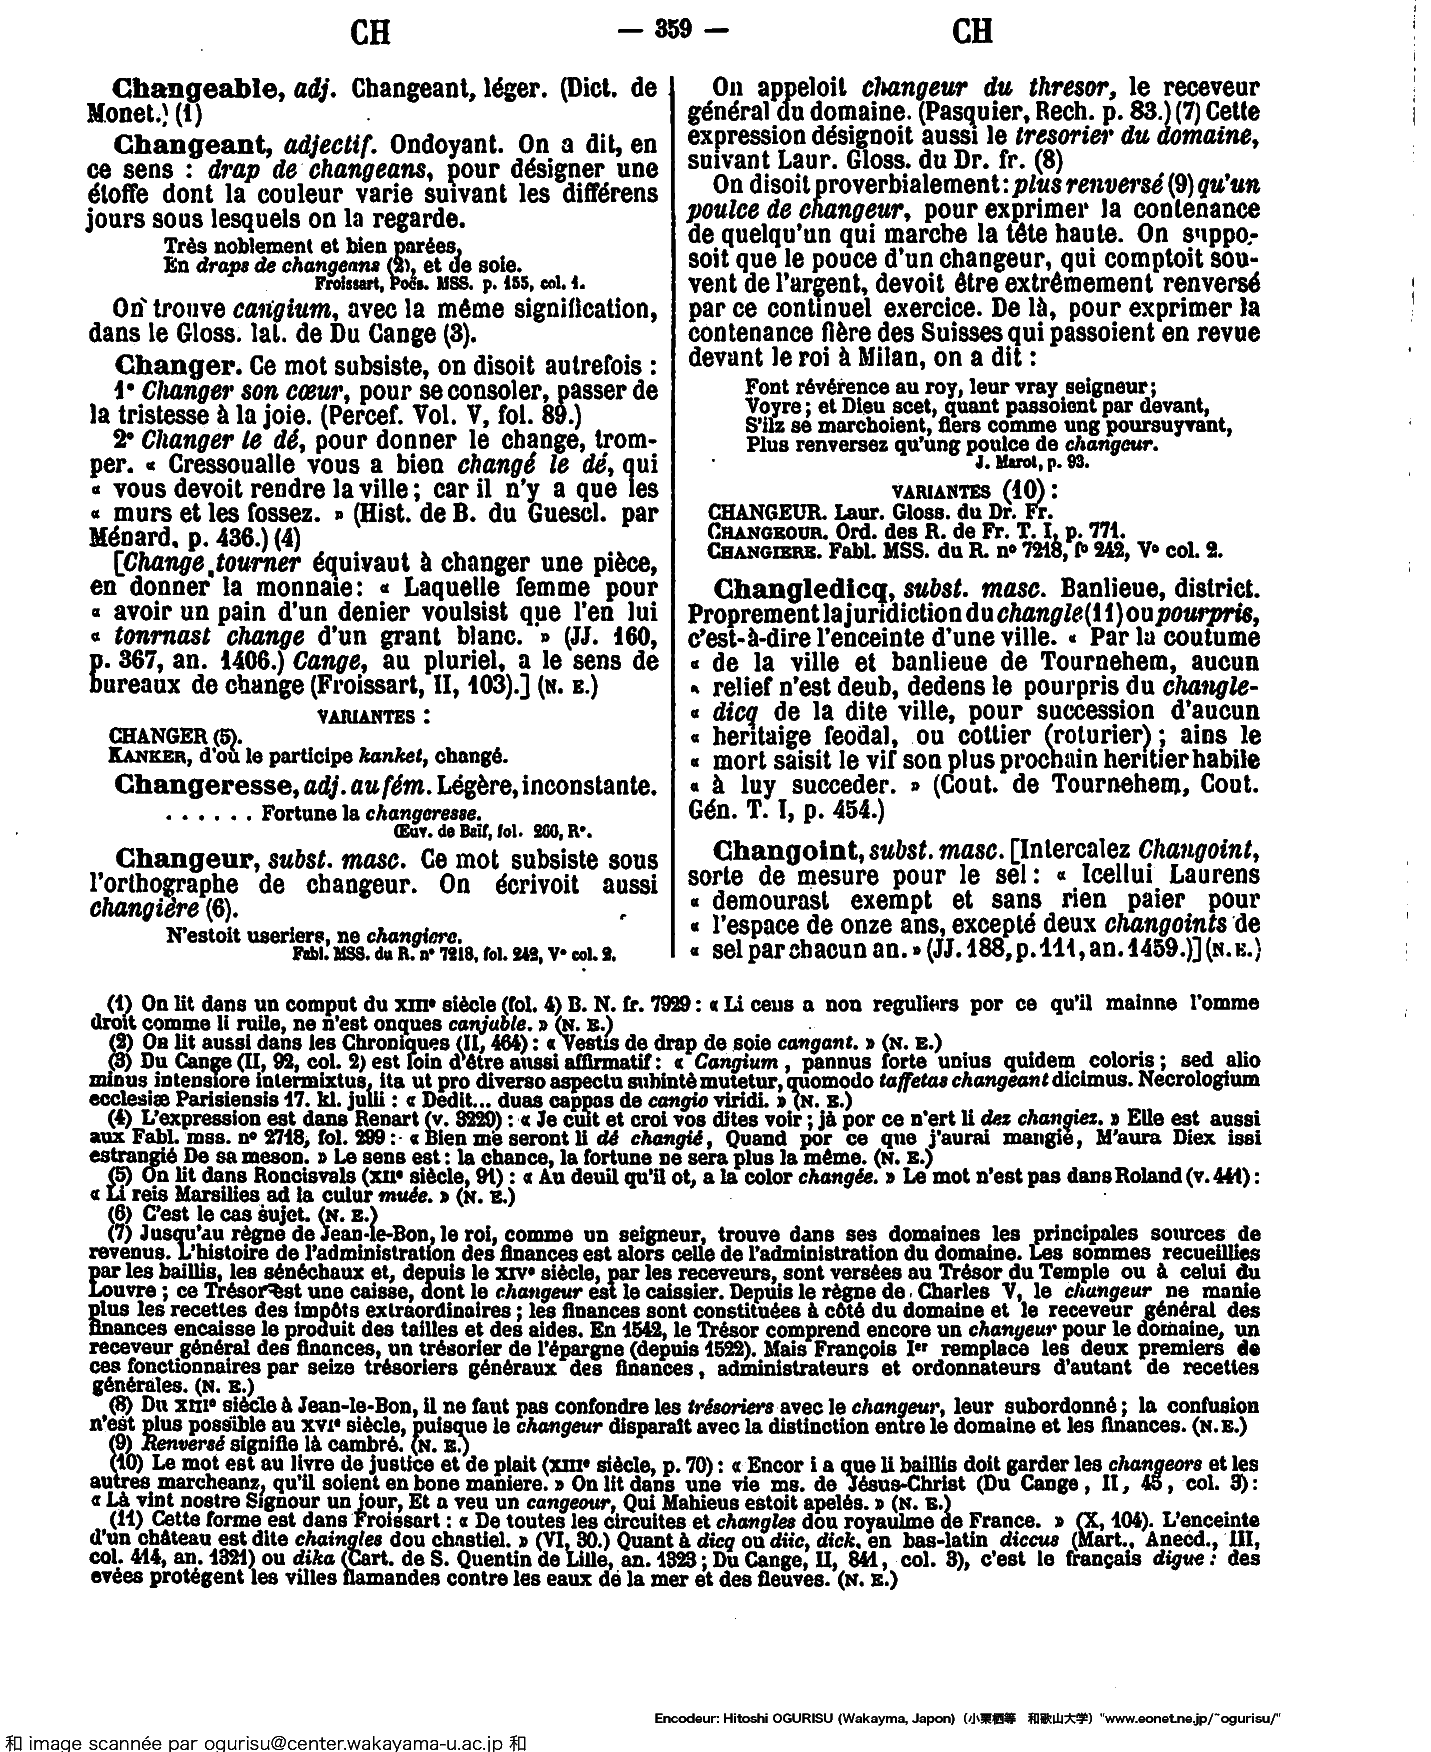 CH — 359 — CH
Changeable, adj. Changeant, léger. (Dict. de
Monet.) (1)
Changeant, adjectif. Ondoyant. On a dit, en
ce sens : drap de changeans, pour désigner une
étoffe dont la couleur varie suivant les différens
jours sous lesquels on la regarde.
Très noblement et bien parées,
En draps de changeans (2), et de soie.
Froissart, Poës. MSS. p. 155, col. 1.
On trouve cangium, avec la même signification,
dans le Gloss. lat. de Du Cange (3).
Changer. Ce mot subsiste, on disoit autrefois :
1° Changer son cœur, pour se consoler, passer de
la tristesse à la joie. (Percef. Vol. V, fol. 89.)
2° Changer le dé, pour donner le change, trom-
per. « Cressoualle vous a bien changé le dé, qui
« vous devoit rendre la ville ; car il n'y a que les
« murs et les fossez. » (Hist. de B. du Guescl. par
Ménard, p. 436.) (4)
[Change tourner équivaut à changer une pièce,
en donner la monnaie : « Laquelle femme pour
« avoir un pain d'un denier voulsist que l'en lui
« tonrnast change d'un grant blanc. » (JJ. 160,
p. 367, an. 1406.) Cange, au pluriel, a le sens de
bureaux de change (Froissart, II, 103).] (N. E.)
VARIANTES :
CHANGER (5).
KANKER, d'où le participe kanket, changé.
Changeresse, adj. au fém. Légère, inconstante.
. . . . . . Fortune la changeresse.
Œuv. de Baïf, fol. 260, R°.
Changeur, subst. masc. Ce mot subsiste sous
l'orthographe de changeur. On écrivoit aussi
changière (6).
N'estoit useriers, ne changiere.
Fabl. MSS. du R. n° 7218, fol. 242, V° col. 2.
On appeloit changeur du thresor, le receveur
général du domaine. (Pasquier, Rech. p. 83.) (7) Cette
expression désignoit aussi le tresorier du domaine,
suivant Laur. Gloss. du Dr. fr. (8)
On disoit proverbialement : plus renversé (9) qu'un
poulce de changeur, pour exprimer la contenance
de quelqu'un qui marche la tête haute. On suppo-
soit que le pouce d'un changeur, qui comptoit sou-
vent de l'argent, devoit être extrêmement renversé
par ce continuel exercice. De là, pour exprimer la
contenance fière des Suisses qui passoient en revue
devant le roi à Milan, on a dit :
Font révérence au roy, leur vray seigneur ;
Voyre ; et Dieu scet, quant passoient par devant,
S'ilz se marchoient, fiers comme ung poursuyvant,
Plus renversez qu'ung poulce de changeur.
J. Marot, p. 93.
VARIANTES (10) :
CHANGEUR. Laur. Gloss. du Dr. Fr.
CHANGEOUR. Ord. des R. de Fr. T. I, p. 771.
CHANGIERE. Fabl. MSS. du R. n° 7218, f° 242, V° col. 2.
Changledicq, subst. masc. Banlieue, district.
Proprement la juridiction du changle (11) ou pourpris,
c'est-à-dire l'enceinte d'une ville. « Par la coutume
« de la ville et banlieue de Tournehem, aucun
« relief n'est deub, dedens le pourpris du changle-
« dicq de la dite ville, pour succession d'aucun
« heritaige feodal, ou cottier (roturier) ; ains le
« mort saisit le vif son plus prochain heritier habile
« à luy succeder. » (Cout. de Tournehem, Cout.
Gén. T. I, p. 454.)
Changoint, subst. masc. [Intercalez Changoint,
sorte de mesure pour le sel : « Icellui Laurens
« demourast exempt et sans rien paier pour
« l'espace de onze ans, excepté deux changoints de
« sel par chacun an. » (JJ. 188, p. 111, an. 1459.)] (N. E.)
(1) On lit dans un comput du XIIIe siècle (fol. 4) B. N. fr. 7929 : « Li ceus a non reguliers por ce qu'il mainne l'omme
droit comme li ruile, ne n'est onques canjable. » (N. E.)
(2) On lit aussi dans les Chroniques (II, 464) : « Vestis de drap de soie cangant. » (N. E.)
(3) Du Cange (II, 92, col. 2) est loin d'être aussi affirmatif : « Cangium, pannus forte unius quidem coloris ; sed alio
minus intensiore intermixtus, ita ut pro diverso aspectu subinté mutetur, quomodo taffetas changeant dicimus. Necrologium
ecclesiæ Parisiensis 17. kl. julii : « Dedit... duas cappas de cangio viridi. » (N. E.)
(4) L'expression est dans Renart (v. 3220) : « Je cuit et croi vos dites voir ; jà por ce n'ert li dez changiez. » Elle est aussi
aux Fabl. mss. n° 2718, fol. 299 : « Bien me seront li dé changié, Quand por ce que j'aurai mangié, M'aura Diex issi
estrangié De sa meson. » Le sens est : la chance, la fortune ne sera plus la même. (N. E.)
(5) On lit dans Roncisvals (XIIe siècle, 91) : « Au deuil qu'il ot, a la color changée. » Le mot n'est pas dans Roland (v. 441) :
« Li reis Marsilies ad la culur muée. » (N. E.)
(6) C'est le cas sujet. (N. E.)
(7) Jusqu'au règne de Jean-le-Bon, le roi, comme un seigneur, trouve dans ses domaines les principales sources de
revenus. L'histoire de l'administration des finances est alors celle de l'administration du domaine. Les sommes recueillies
par les baillis, les sénéchaux et, depuis le XIVe siècle, par les receveurs, sont versées au Trésor du Temple ou à celui du
Louvre ; ce Trésor est une caisse, dont le changeur est le caissier. Depuis le règne de Charles V, le changeur ne manie
plus les recettes des impôts extraordinaires ; les finances sont constituées à côté du domaine et le receveur général des
finances encaisse le produit des tailles et des aides. En 1542, le Trésor comprend encore un changeur pour le domaine, un
receveur général des finances, un trésorier de l'épargne (depuis 1522). Mais François Ier remplace les deux premiers de
ces fonctionnaires par seize trésoriers généraux des finances, administrateurs et ordonnateurs d'autant de recettes
générales. (N. E.)
(8) Du XIIIe siècle à Jean-le-Bon, il ne faut pas confondre les trésoriers avec le changeur, leur subordonné ; la confusion
n'est plus possible au XVIe siècle, puisque le changeur disparaît avec la distinction entre le domaine et les finances. (N. E.)
(9) Renversé signifie là cambré. (N. E.)
(10) Le mot est au livre de justice et de plait (XIIIe siècle, p. 70) : « Encor i a que li baillis doit garder les changeors et les
autres marcheanz, qu'il soient en bone maniere. » On lit dans une vie ms. de Jésus-Christ (Du Cange, II, 45, col. 3) :
« Là vint nostre Signour un jour, Et a veu un cangeour, Qui Mahieus estoit apelés. » (N. E.)
(11) Cette forme est dans Froissart : « De toutes les circuites et changles dou royaulme de France. » (X, 104). L'enceinte
d'un château est dite chaingles dou chastiel. » (VI, 30.) Quant à dicq ou diic, dick, en bas-latin diccus (Mart., Anecd., III,
col. 414, an. 1321) ou dika (Cart. de S. Quentin de Lille, an. 1323 ; Du Cange, II, 841, col. 3), c'est le français digue : des
evées protégent les villes flamandes contre les eaux de la mer et des fleuves. (N. E.)
Encodeur: Hitoshi OGURISU (Wakayma, Japon) (小栗栖等 和歌山大学) "www.eonet.ne.jp/~ogurisu/"
和 image scannée par ogurisu@center.wakayama-u.ac.jp 和